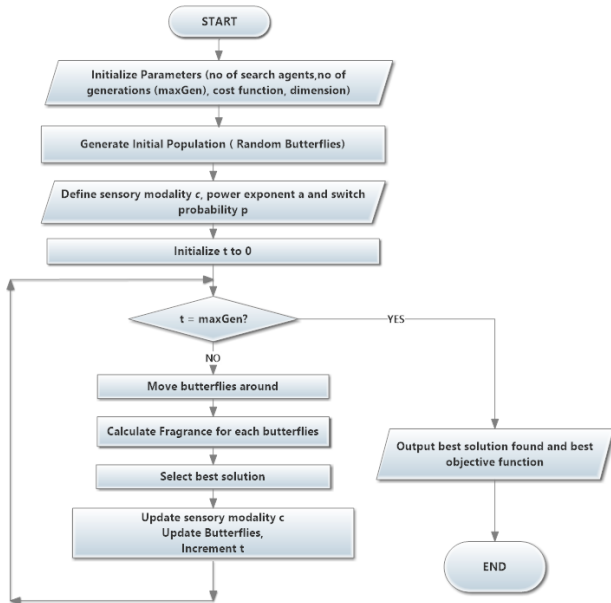 START
Initialize Parameters (no of search agents,no of
generations (maxGen), cost function, dimension)
Generate Initial Population ( Random Butterflies)
Define sensory modality c, power exponent a and switch
probability p
Initialize t to 0
t = maxGen?
YES
NO
Move butterflies around
Calculate Fragrance for each butterflies
Select best solution
Update sensory modality c
Update Butterflies,
Increment t
Output best solution found and best
objective function
END